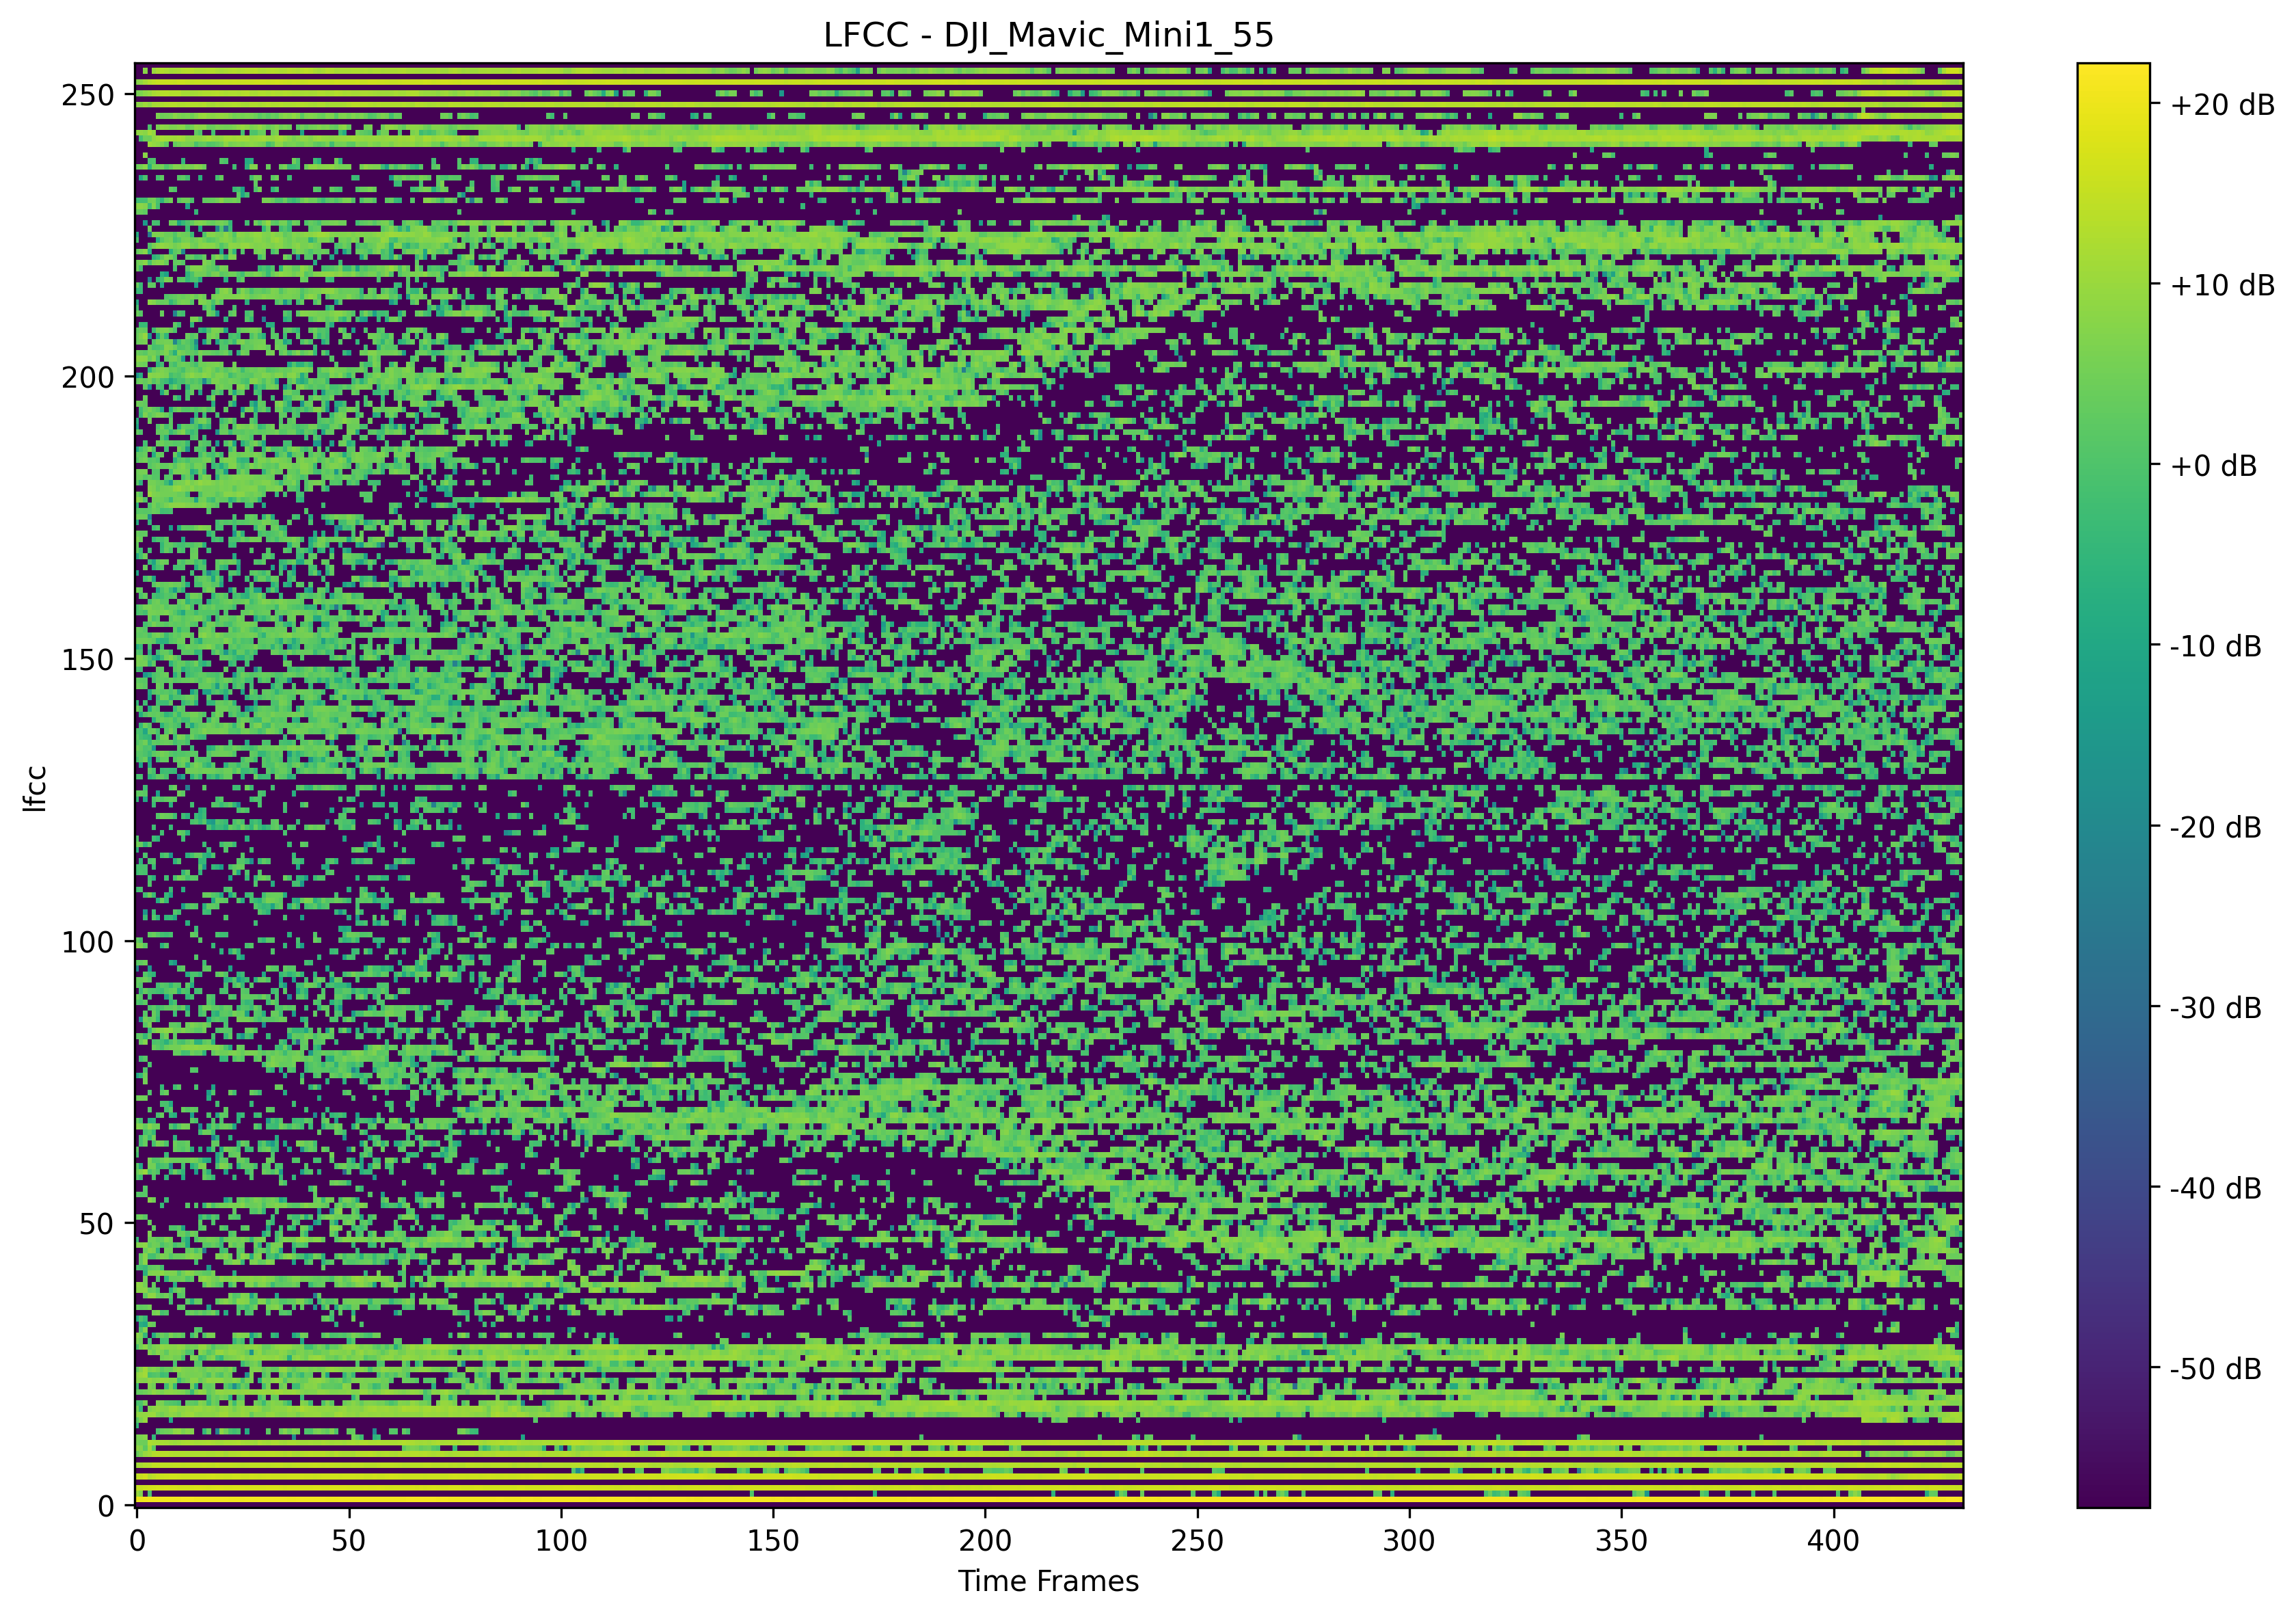 LFCC - DJI_Mavic_Mini1_55
250
200
150
100
50
0
lfcc
0 50 100 150 200 250 300 350 400
Time Frames
+20 dB
+10 dB
+0 dB
-10 dB
-20 dB
-30 dB
-40 dB
-50 dB